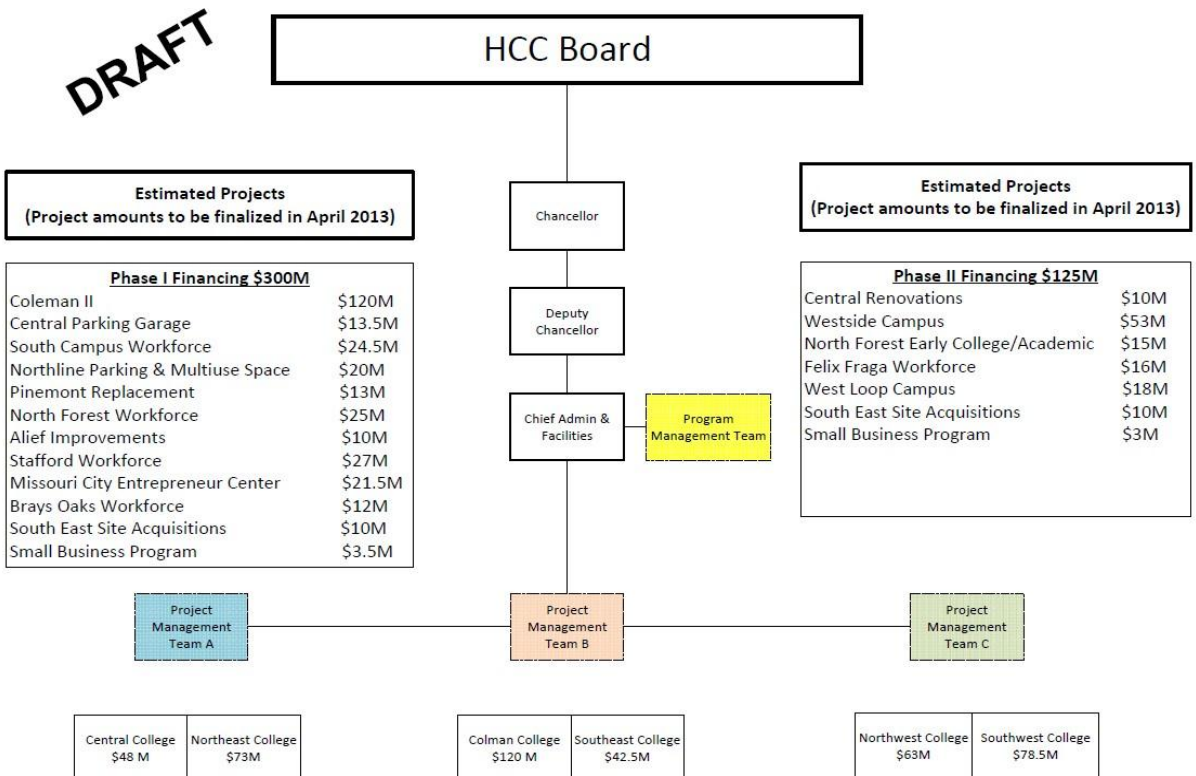 DRAFT
HCC Board
Estimated Projects
(Project amounts to be finalized in April 2013)
Phase I Financing $300M
Coleman II $120M
Central Parking Garage $13.5M
South Campus Workforce $24.5M
Northline Parking & Multiuse Space $20M
Pinemont Replacement $13M
North Forest Workforce $25M
Alief Improvements $10M
Stafford Workforce $27M
Missouri City Entrepreneur Center $21.5M
Brays Oaks Workforce $12M
South East Site Acquisitions $10M
Small Business Program $3.5M
Chancellor
Deputy
Chancellor
Chief Admin &
Facilities
Program
Management Team
Estimated Projects
(Project amounts to be finalized in April 2013)
Phase II Financing $125M
Central Renovations $10M
Westside Campus $53M
North Forest Early College/Academic $15M
Felix Fraga Workforce $16M
West Loop Campus $18M
South East Site Acquisitions $10M
Small Business Program $3M
Project
Management
Team A
Project
Management
Team B
Project
Management
Team C
Central College
$48 M
Northeast College
$73M
Colman College
$120 M
Southeast College
$42.5M
Northwest College
$63M
Southwest College
$78.5M